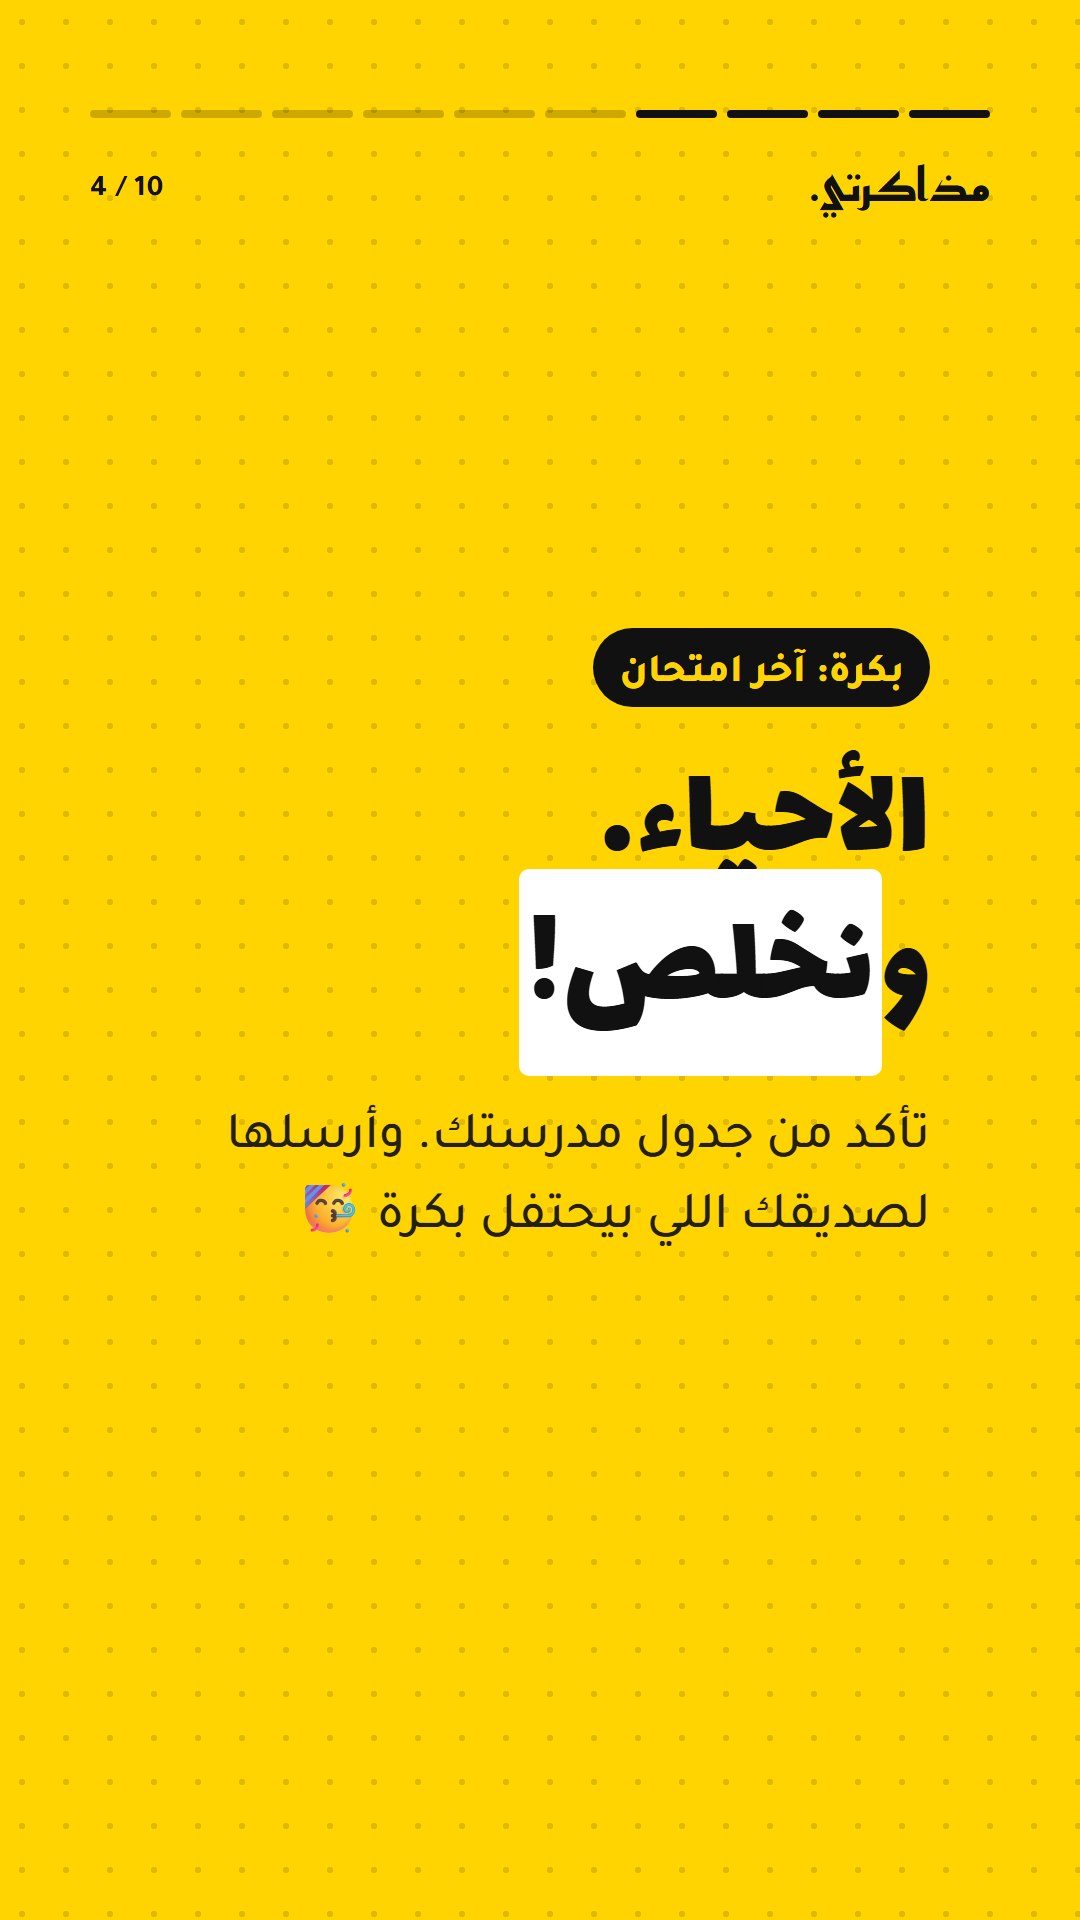 مذاكرتي.
4 / 10
بكرة: آخر امتحان
الأحياء.
ونخلص!
تأكد من جدول مدرستك. وأرسلها
لصديقك اللي بيحتفل بكرة 🥳